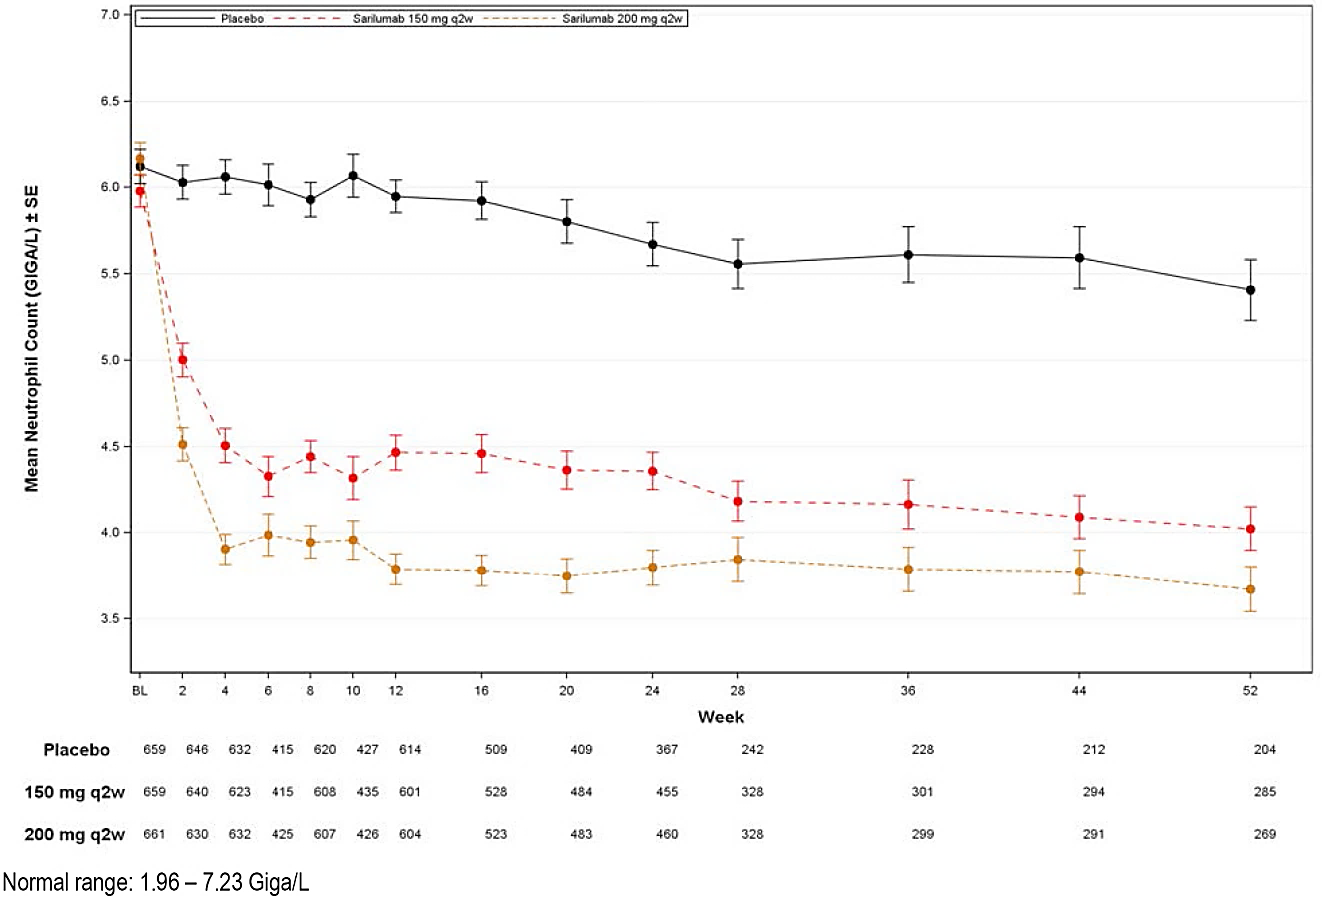 7.0
Placebo Sarilumab 150 mg q2w Sarilumab 200 mg q2w
6.5
6.0
5.5
5.0
4.5
4.0
3.5
Mean Neutrophil Count (GIGA/L) ± SE
BL 2 4 6 8 10 12 16 20 24 28 36 44 52
Week
Placebo 659 646 632 415 620 427 614 509 409 367 242 228 212 204
150 mg q2w 659 640 623 415 608 435 601 528 484 455 328 301 294 285
200 mg q2w 661 630 632 425 607 426 604 523 483 460 328 299 291 269
Normal range: 1.96 – 7.23 Giga/L